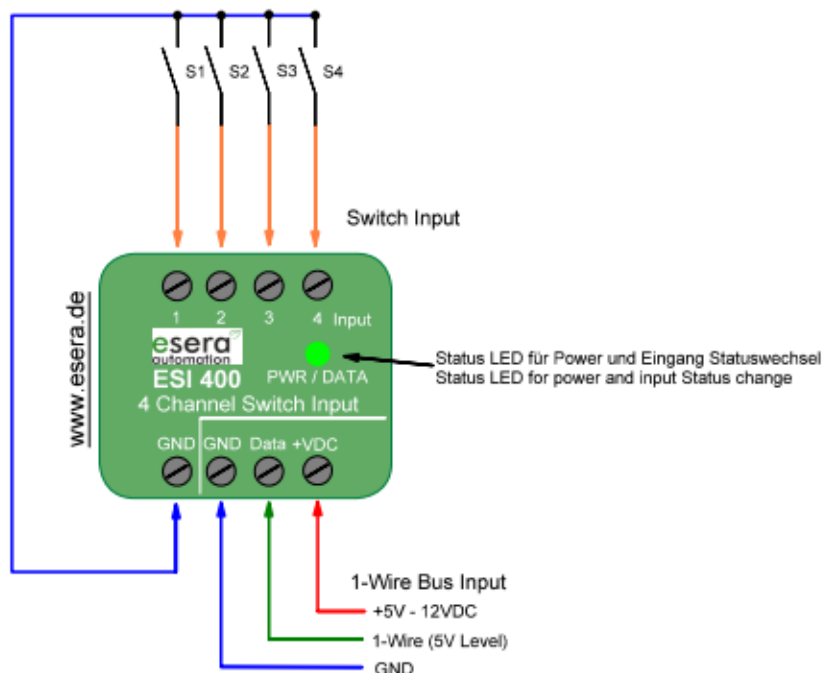 S1 S2 S3 S4
Switch Input
1 2 3 4 Input
www.esera.de
esera
automation
ESI 400 PWR / DATA
4 Channel Switch Input
Status LED für Power und Eingang Statuswechsel
Status LED for power and input Status change
GND GND Data +VDC
1-Wire Bus Input
+5V - 12VDC
1-Wire (5V Level)
GND